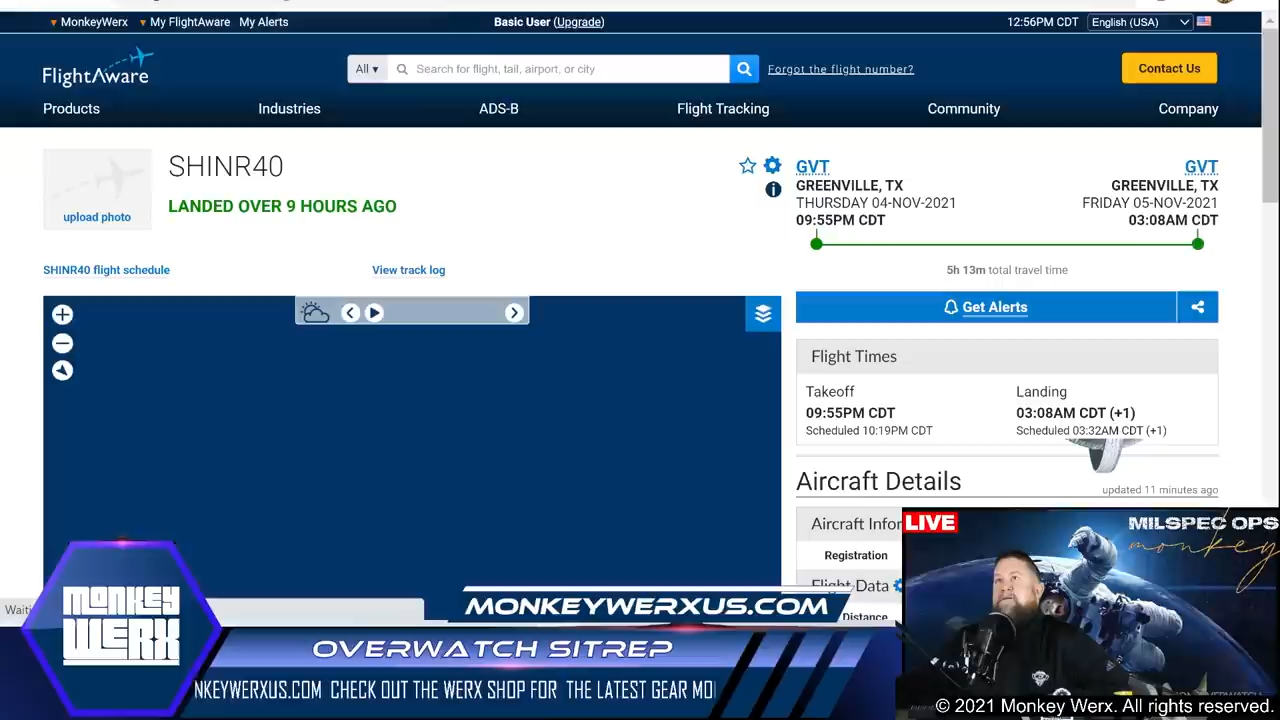 MonkeyWerx My FlightAware My Alerts Basic User (Upgrade) 12:56PM CDT English (USA)
FlightAware All ▾ Search for flight, tail, airport, or city Forgot the flight number? Contact Us
Products Industries ADS-B Flight Tracking Community Company
upload photo
SHINR40
LANDED OVER 9 HOURS AGO
SHINR40 flight schedule View track log
GVT GVT
GREENVILLE, TX GREENVILLE, TX
THURSDAY 04-NOV-2021 FRIDAY 05-NOV-2021
09:55PM CDT 03:08AM CDT
5h 13m total travel time
Get Alerts
Flight Times
Takeoff Landing
09:55PM CDT 03:08AM CDT (+1)
Scheduled 10:19PM CDT Scheduled 03:32AM CDT (+1)
Aircraft Details updated 11 minutes ago
Aircraft Infor
Registration
Flight Data
Distance
Waiti
LIVE
MILSPEC OPS
monkey
MONKEY
WERX
MONKEYWERXUS.COM
OVERWATCH SITREP
NKEYWERXUS.COM CHECK OUT THE WERX SHOP FOR THE LATEST GEAR MO
© 2021 Monkey Werx. All rights reserved.